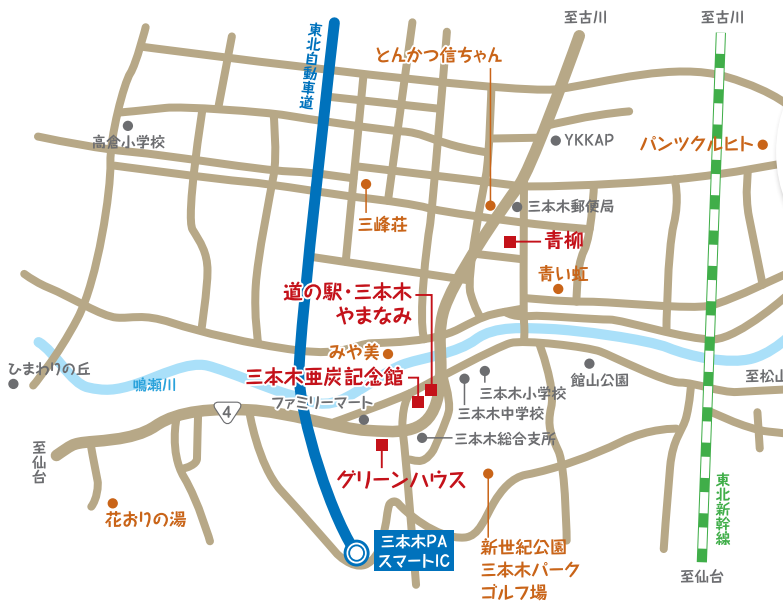 至古川
至古川
東北自動車道
とんかつ信ちゃん
高倉小学校
YKKAP
パンツクルヒト
三峰荘
三本木郵便局
青柳
青い虹
道の駅・三本木
やまなみ
みや美
ひまわりの丘
鳴瀬川
三本木亜炭記念館
ファミリーマート
4
館山公園
至松山
三本木小学校
三本木中学校
三本木総合支所
至仙台
グリーンハウス
花おりの湯
三本木PA
スマートIC
新世紀公園
三本木パーク
ゴルフ場
東北新幹線
至仙台